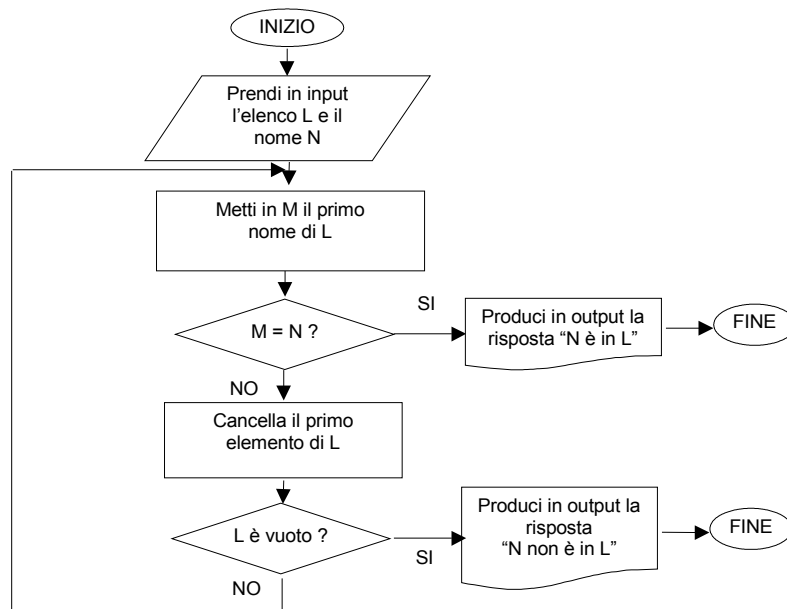 INIZIO
Prendi in input
l'elenco L e il
nome N
Metti in M il primo
nome di L
M = N ?
SI
Produci in output la
risposta “N è in L”
FINE
NO
Cancella il primo
elemento di L
L è vuoto ?
SI
Produci in output la
risposta
“N non è in L”
FINE
NO